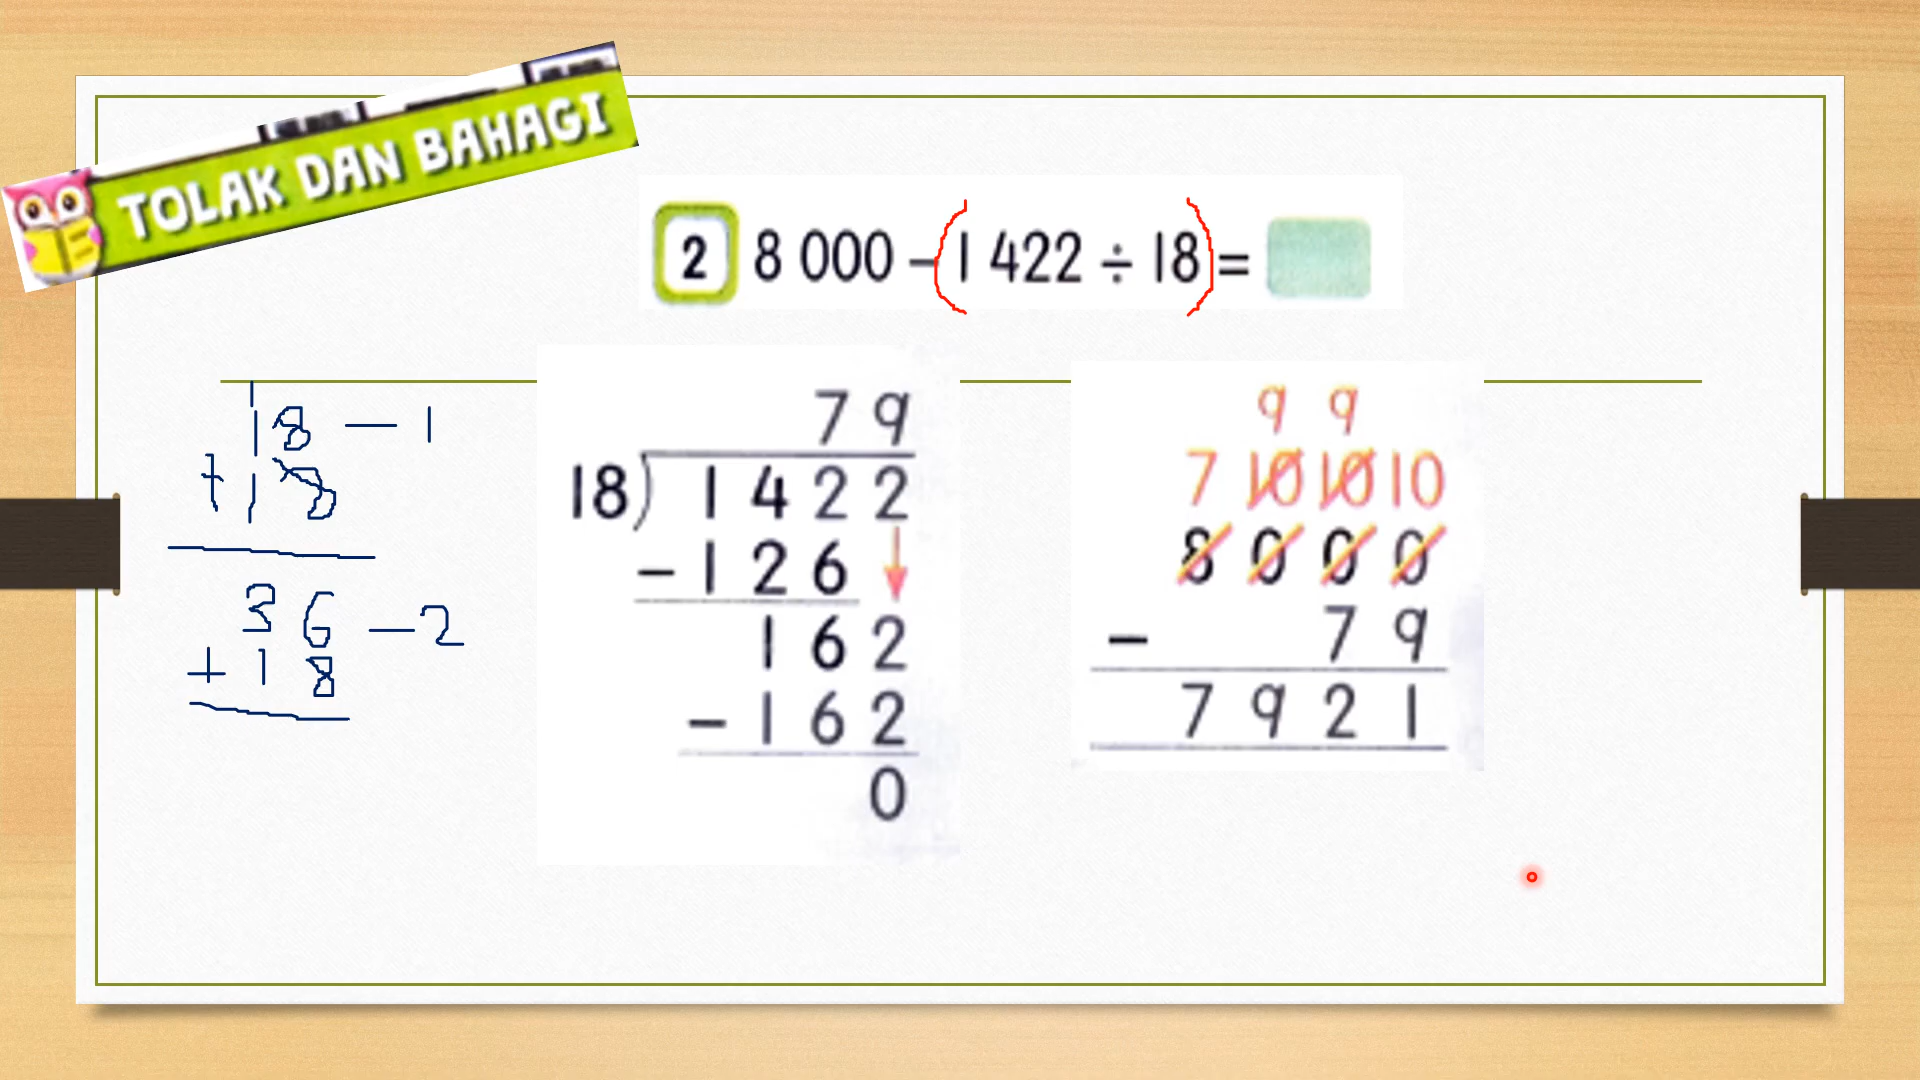 TOLAK DAN BAHAGI
2 8 000 – (1 422 ÷ 18) =
1
18 — 1
+ 18
36 — 2
+ 18
79
18) 1422
– 126
162
– 162
0
9 9
7 10 10 10
8000
– 79
7921